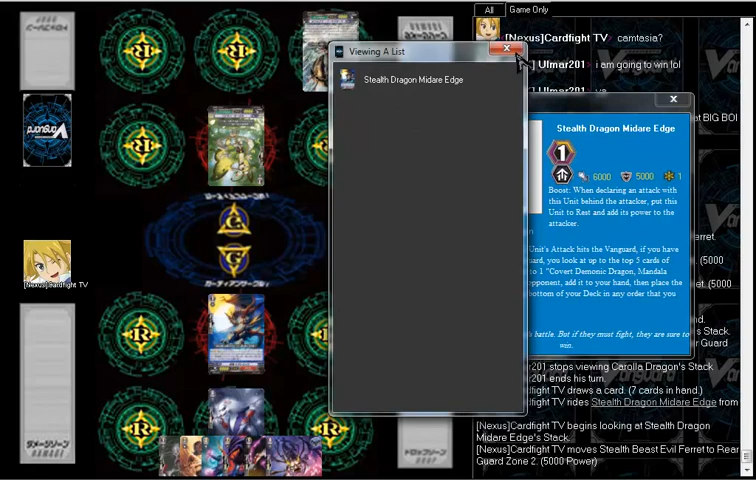 All
Game Only
[Nexus]Cardfight TV camtasia?
Ulmar201 i am going to win lol
Ulmar201
at BIG BOI
Viewing A List
Stealth Dragon Midare Edge
X
X
Stealth Dragon Midare Edge
1
6000 5000 1
Boost: When declaring an attack with
this Unit behind the attacker, put this
Unit to Rest and add its power to the
attacker.
Unit's Attack hits the Vanguard, if you have
uard, you look at up to the top 5 cards of
to 1 "Covert Demonic Dragon, Mandala
opponent, add it to your hand, then place the
bottom of your Deck in any order that you
s battle. But if they must fight, they are sure to
win.
[Nexus]Cardfight TV
erret.
(5000
(5000
nd.
s Stack.
r Guard
201 stops viewing Carolla Dragon's Stack
201 ends his turn.
dfight TV draws a card. (7 cards in hand.)
dfight TV rides Stealth Dragon Midare Edge from
[Nexus]Cardfight TV begins looking at Stealth Dragon
Midare Edge's Stack.
[Nexus]Cardfight TV moves Stealth Beast Evil Ferret to Rear
Guard Zone 2. (5000 Power)